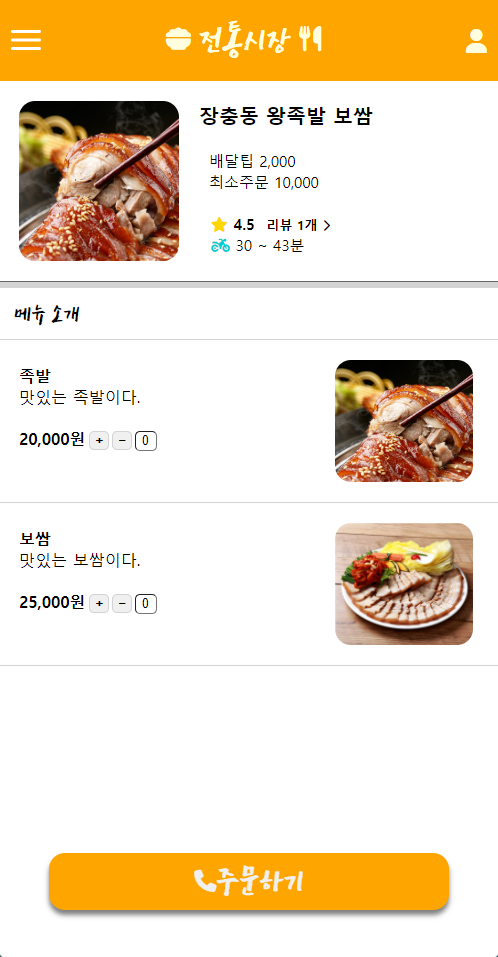 전통시장
장충동 왕족발 보쌈
배달팁 2,000
최소주문 10,000
4.5 리뷰 1개 >
30 ~ 43분
메뉴 소개
족발
맛있는 족발이다.
20,000원 + − 0
보쌈
맛있는 보쌈이다.
25,000원 + − 0
주문하기